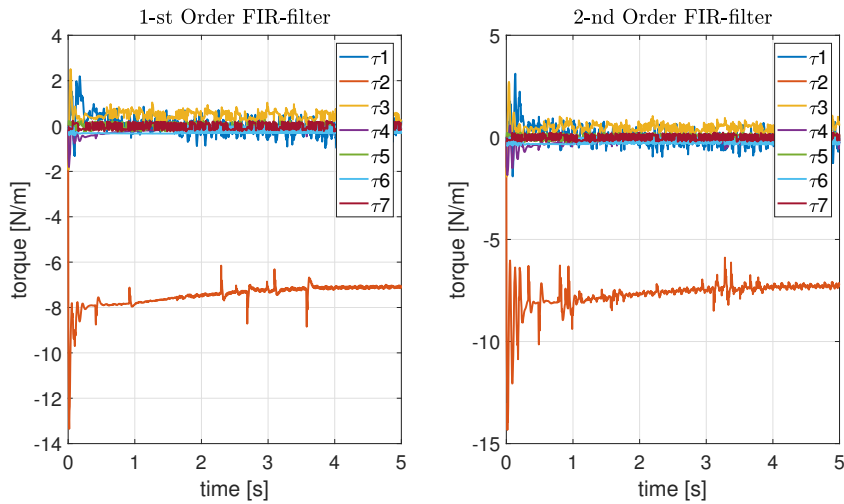 1-st Order FIR-filter
4
2
0
-2
-4
-6
-8
-10
-12
-14
0
1
2
3
4
5
torque [N/m]
time [s]
τ1
τ2
τ3
τ4
τ5
τ6
τ7
2-nd Order FIR-filter
5
0
-5
-10
-15
0
1
2
3
4
5
torque [N/m]
time [s]
τ1
τ2
τ3
τ4
τ5
τ6
τ7